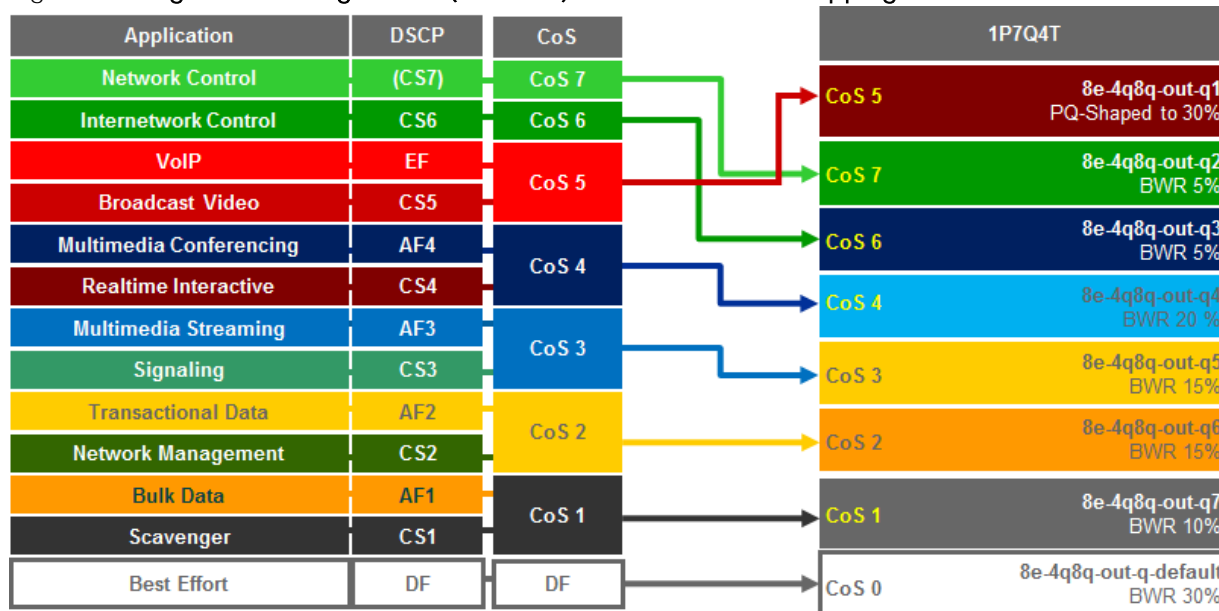 Application DSCP CoS 1P7Q4T
Network Control (CS7) CoS 7
Internetwork Control CS6 CoS 6
VoIP EF CoS 5
Broadcast Video CS5
Multimedia Conferencing AF4 CoS 4
Realtime Interactive CS4
Multimedia Streaming AF3 CoS 3
Signaling CS3
Transactional Data AF2 CoS 2
Network Management CS2
Bulk Data AF1 CoS 1
Scavenger CS1
Best Effort DF DF
CoS 5 8e-4q8q-out-q1
PQ-Shaped to 30%
CoS 7 8e-4q8q-out-q2
BWR 5%
CoS 6 8e-4q8q-out-q3
BWR 5%
CoS 4 8e-4q8q-out-q4
BWR 20 %
CoS 3 8e-4q8q-out-q5
BWR 15%
CoS 2 8e-4q8q-out-q6
BWR 15%
CoS 1 8e-4q8q-out-q7
BWR 10%
CoS 0 8e-4q8q-out-q-default
BWR 30%